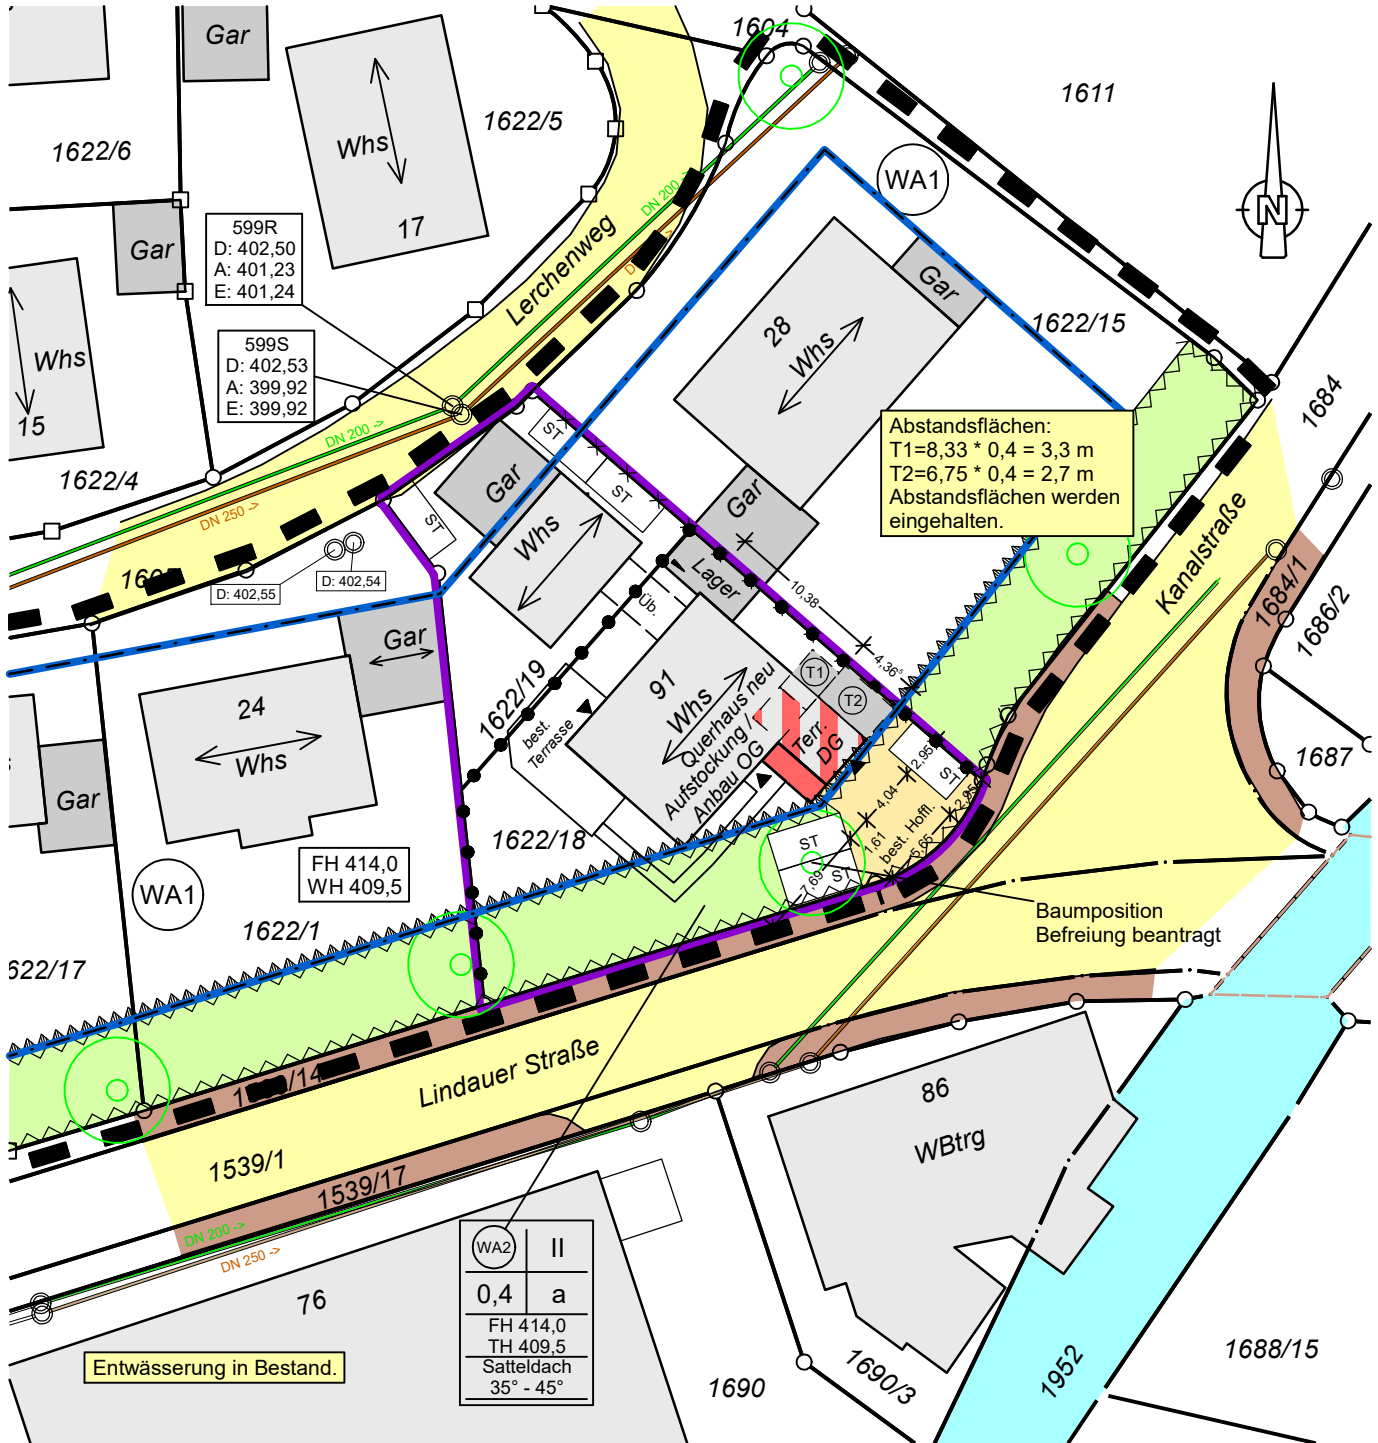 Gar
1604
1611
1622/6
1622/5
Whs
17
WA1
N
DN 200 ->
Gar
599R
D: 402,50
A: 401,23
E: 401,24
Lerchenweg
Gar
28
Whs
1622/15
599S
D: 402,53
A: 399,92
E: 399,92
Whs
15
1684
DN 200 ->
ST
Abstandsflächen:
T1=8,33 * 0,4 = 3,3 m
T2=6,75 * 0,4 = 2,7 m
Abstandsflächen werden
eingehalten.
1622/4
DN 250 ->
Gar
ST
ST
Gar
Kanalstraße
Whs
D: 402,55
D: 402,54
Lager
Üb.
10,38
1684/1
1686/2
Gar
4,36⁵
T1
T2
24
Whs
1622/19
best.
Terrasse
91
Whs
Querhaus neu
Aufstockung /
Anbau OG
Terr.
DG
2,95
ST
2,95
1687
Gar
4,04
1,61
best. Hoffl.
5,65
1622/18
ST
ST
7,69
FH 414,0
WH 409,5
WA1
1622/1
Baumposition
Befreiung beantragt
622/17
Lindauer Straße
86
WBtrg
1539/1
1539/17
DN 200 ->
DN 250 ->
WA2
II
0,4
a
FH 414,0
TH 409,5
Satteldach
35° - 45°
76
Entwässerung in Bestand.
1690
1690/3
1952
1688/15